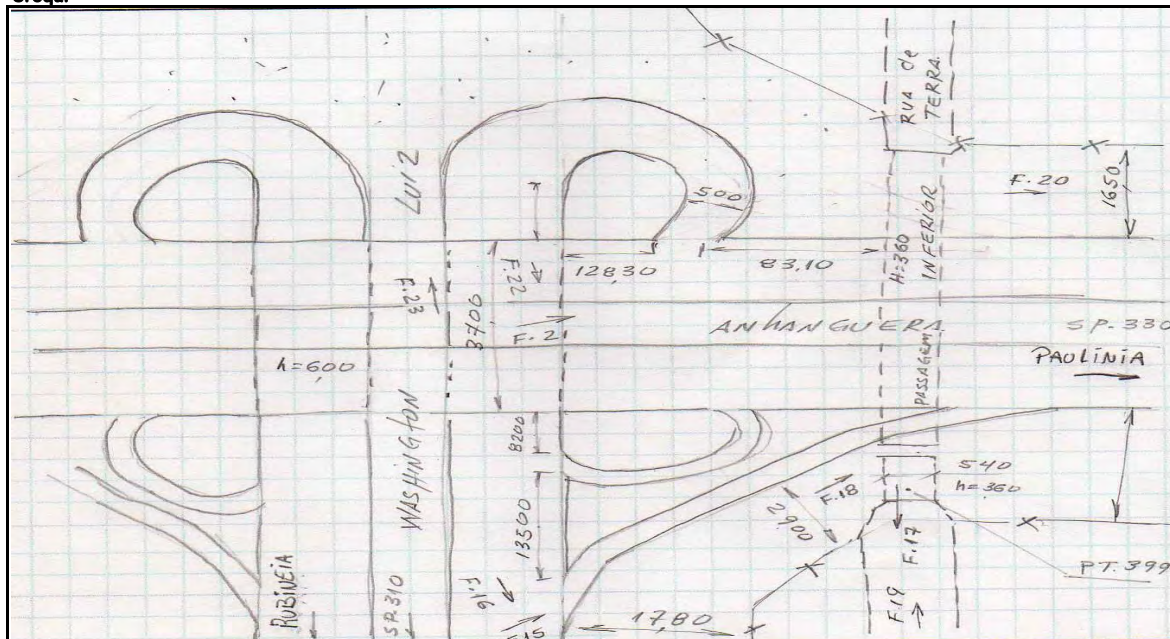 RUA de
TERRA
LUIZ
500
F.20
1650
12830
83,10
H=360
INFERIOR
F.23
F.22
3700
F.2
ANHANGUERA
SP.330
PASSAGEM
PAULÍNIA
h=600
8200
WASHINGTON
13500
F.18
2900
540
h=360
F.17
PT.399
RUBINEIA
SP.310
F.16
F.15
17,80
F.19